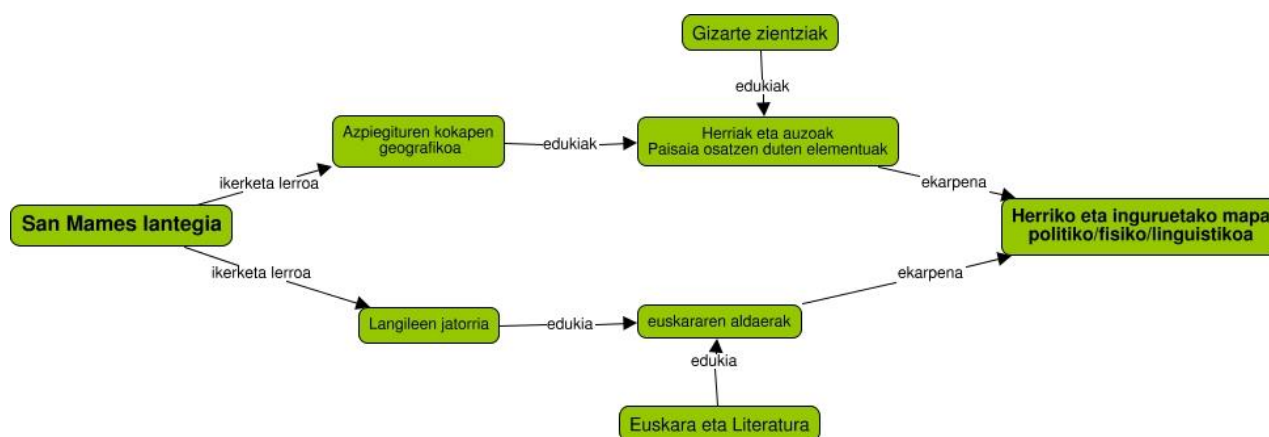 Gizarte zientziak
edukiak
Azpiegituren kokapen
geografikoa
edukiak
Herriak eta auzoak
Paisaia osatzen duten elementuak
ikerketa lerroa
ekarpena
San Mames lantegia
Herriko eta inguruetako mapa
politiko/fisiko/linguistikoa
ikerketa lerroa
ekarpena
Langileen jatorria
edukia
euskararen aldaerak
edukia
Euskara eta Literatura